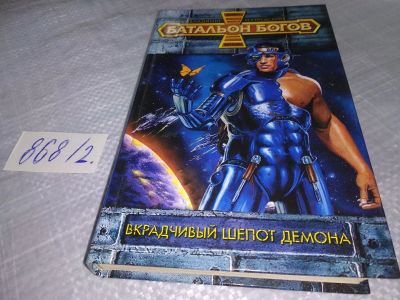 БАТАЛЬОН БОГОВ
868/2.
ВКРАДЧИВЫЙ ШЕПОТ ДЕМОНА